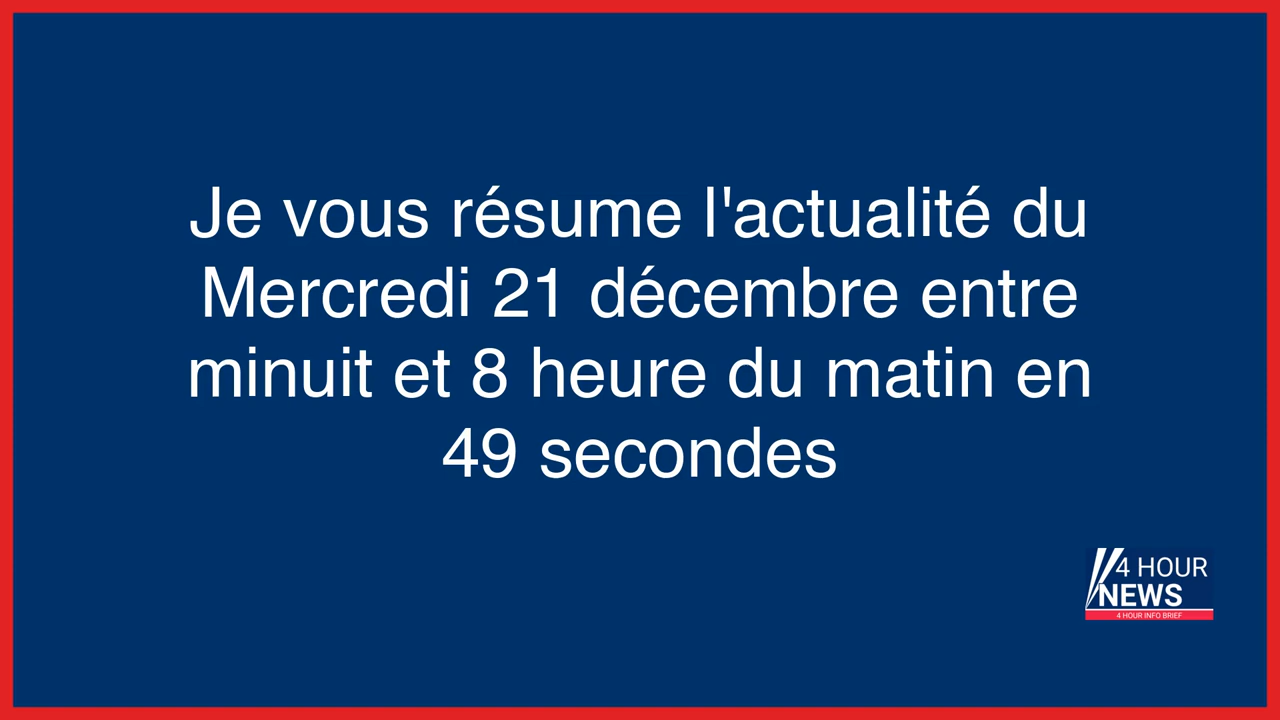 Je vous résume l'actualité du
Mercredi 21 décembre entre
minuit et 8 heure du matin en
49 secondes
4 HOUR
NEWS
4 HOUR INFO BRIEF